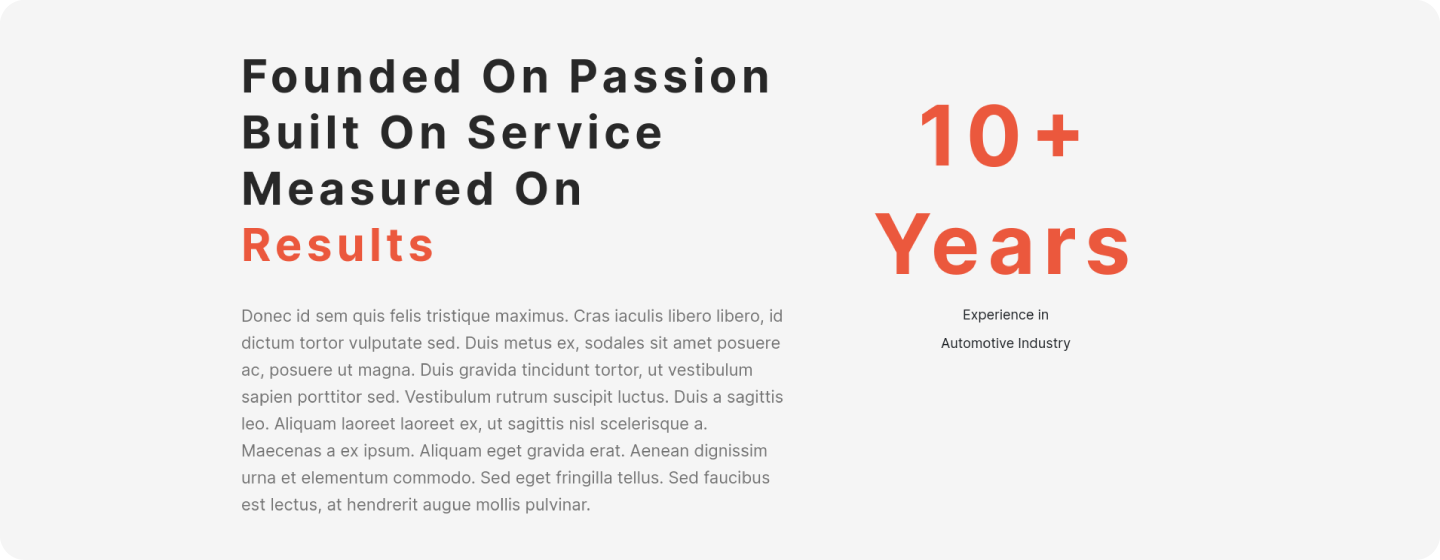 Founded On Passion
Built On Service
Measured On
Results
Donec id sem quis felis tristique maximus. Cras iaculis libero libero, id
dictum tortor vulputate sed. Duis metus ex, sodales sit amet posuere
ac, posuere ut magna. Duis gravida tincidunt tortor, ut vestibulum
sapien porttitor sed. Vestibulum rutrum suscipit luctus. Duis a sagittis
leo. Aliquam laoreet laoreet ex, ut sagittis nisl scelerisque a.
Maecenas a ex ipsum. Aliquam eget gravida erat. Aenean dignissim
urna et elementum commodo. Sed eget fringilla tellus. Sed faucibus
est lectus, at hendrerit augue mollis pulvinar.
10+
Years
Experience in
Automotive Industry